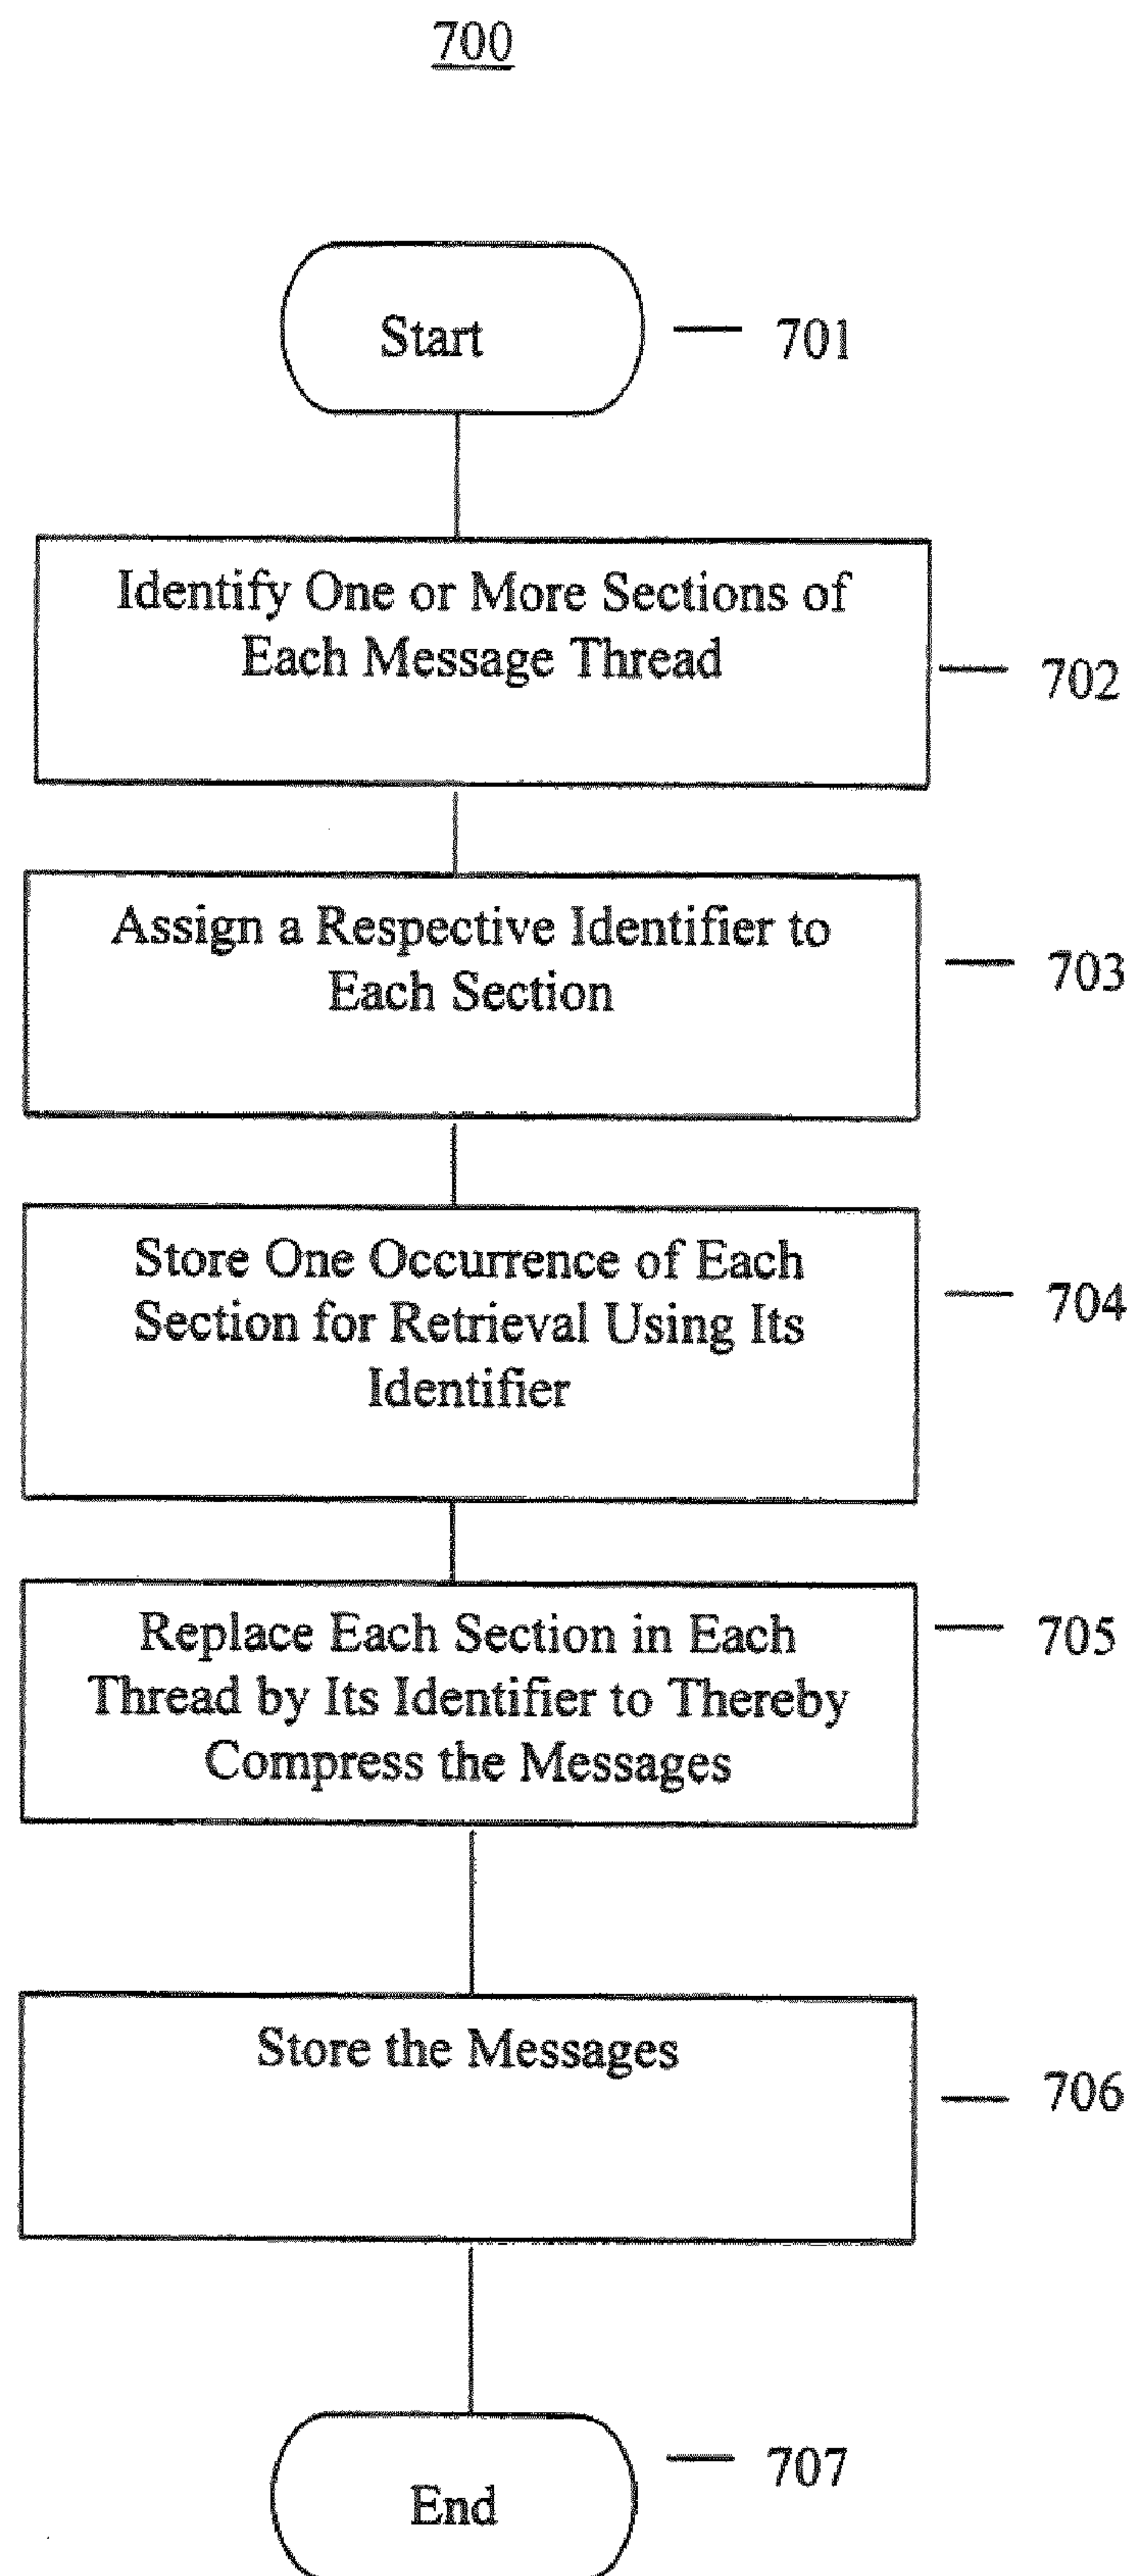 700
Start
701
Identify One or More Sections of
Each Message Thread
702
Assign a Respective Identifier to
Each Section
703
Store One Occurrence of Each
Section for Retrieval Using Its
Identifier
704
Replace Each Section in Each
Thread by Its Identifier to Thereby
Compress the Messages
705
Store the Messages
706
End
707